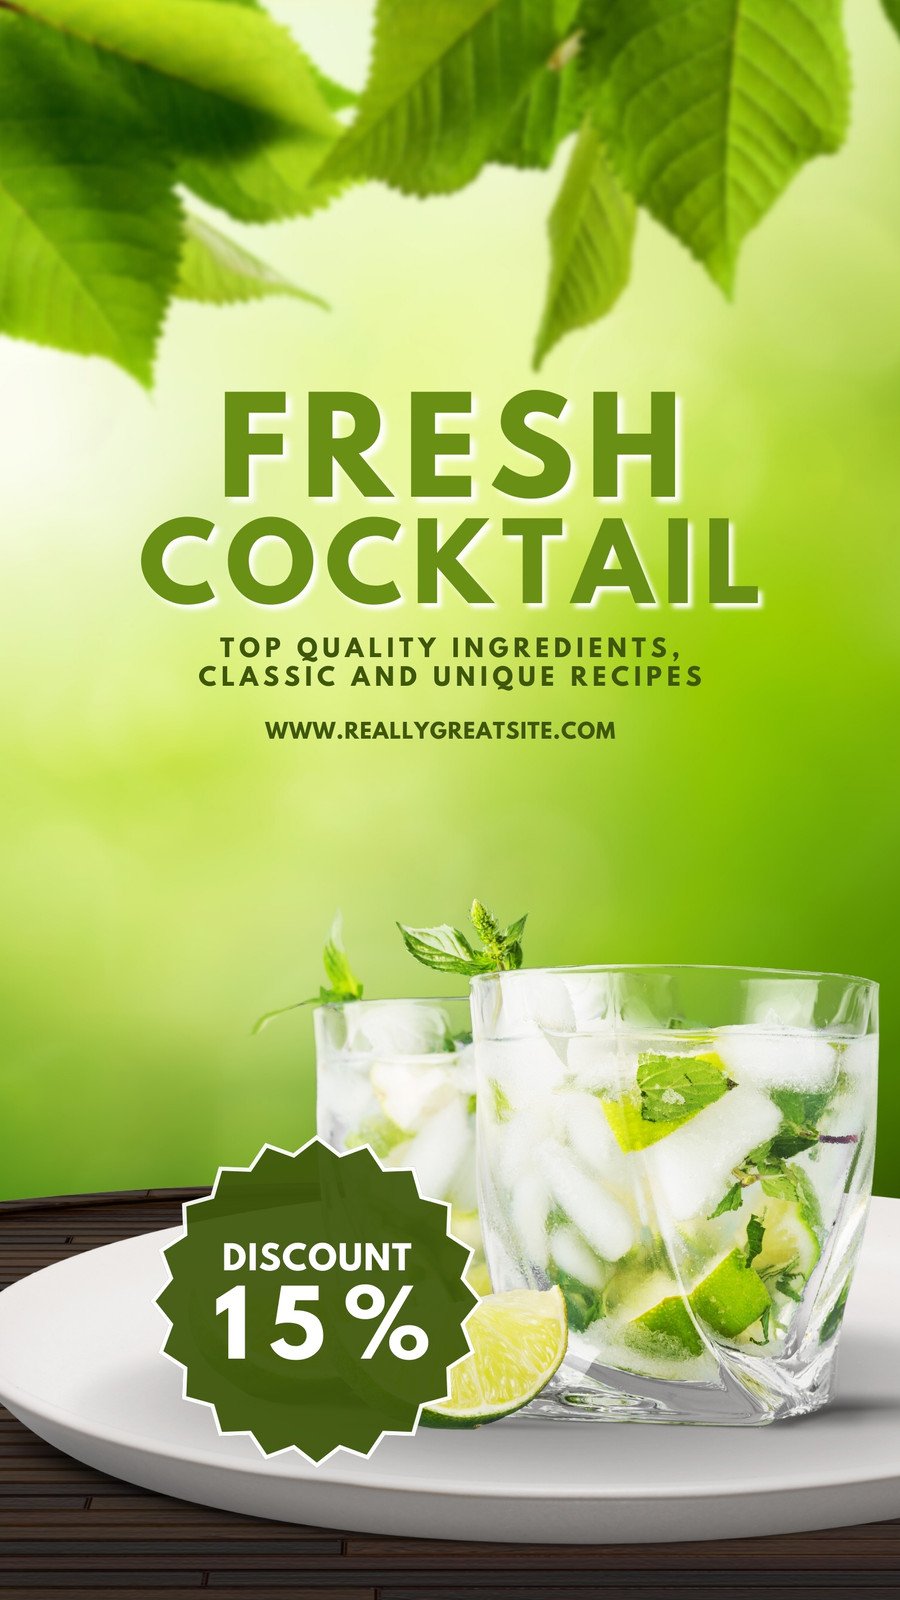 FRESH
COCKTAIL
TOP QUALITY INGREDIENTS,
CLASSIC AND UNIQUE RECIPES
WWW.REALLYGREATSITE.COM
DISCOUNT
15%